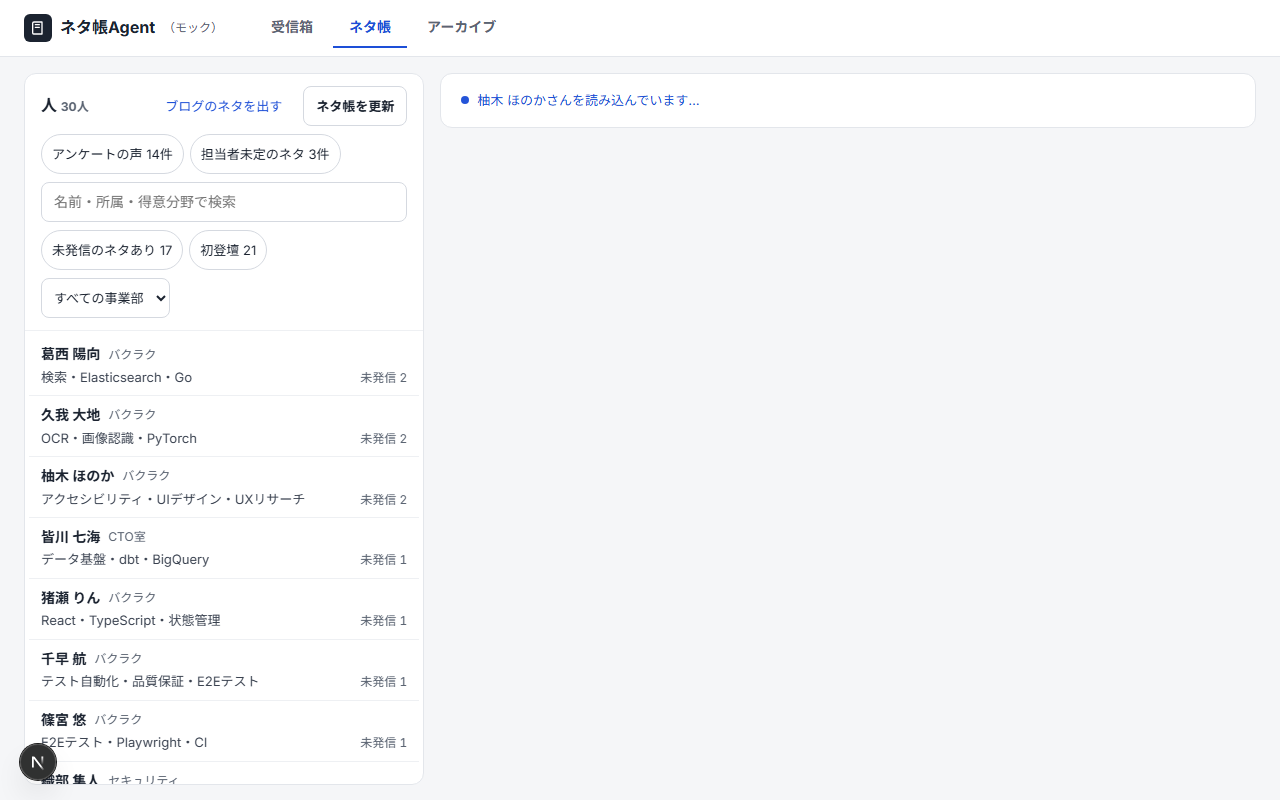 ネタ帳Agent （モック） 受信箱 ネタ帳 アーカイブ
人 30人 ブログのネタを出す ネタ帳を更新
アンケートの声 14件 担当者未定のネタ 3件
名前・所属・得意分野で検索
未発信のネタあり 17 初登壇 21
すべての事業部
葛西 陽向 バクラク
検索・Elasticsearch・Go 未発信 2
久我 大地 バクラク
OCR・画像認識・PyTorch 未発信 2
柚木 ほのか バクラク
アクセシビリティ・UIデザイン・UXリサーチ 未発信 2
皆川 七海 CTO室
データ基盤・dbt・BigQuery 未発信 1
猪瀬 りん バクラク
React・TypeScript・状態管理 未発信 1
千早 航 バクラク
テスト自動化・品質保証・E2Eテスト 未発信 1
篠宮 悠 バクラク
E2Eテスト・Playwright・CI 未発信 1
織部 隼人 セキュリティ
N
柚木 ほのかさんを読み込んでいます...